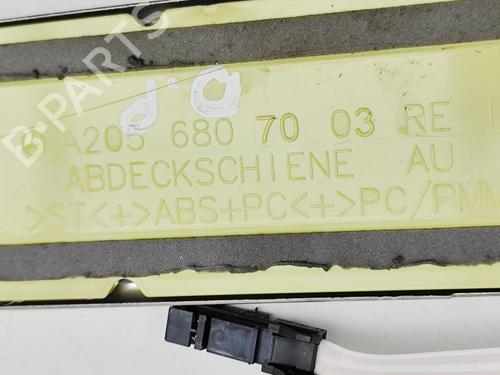 B-PARTS
A205 680 70 03 RE
ABDECKSCHIENE AU
>ST<+>ABS+PC<+>PC/PMM